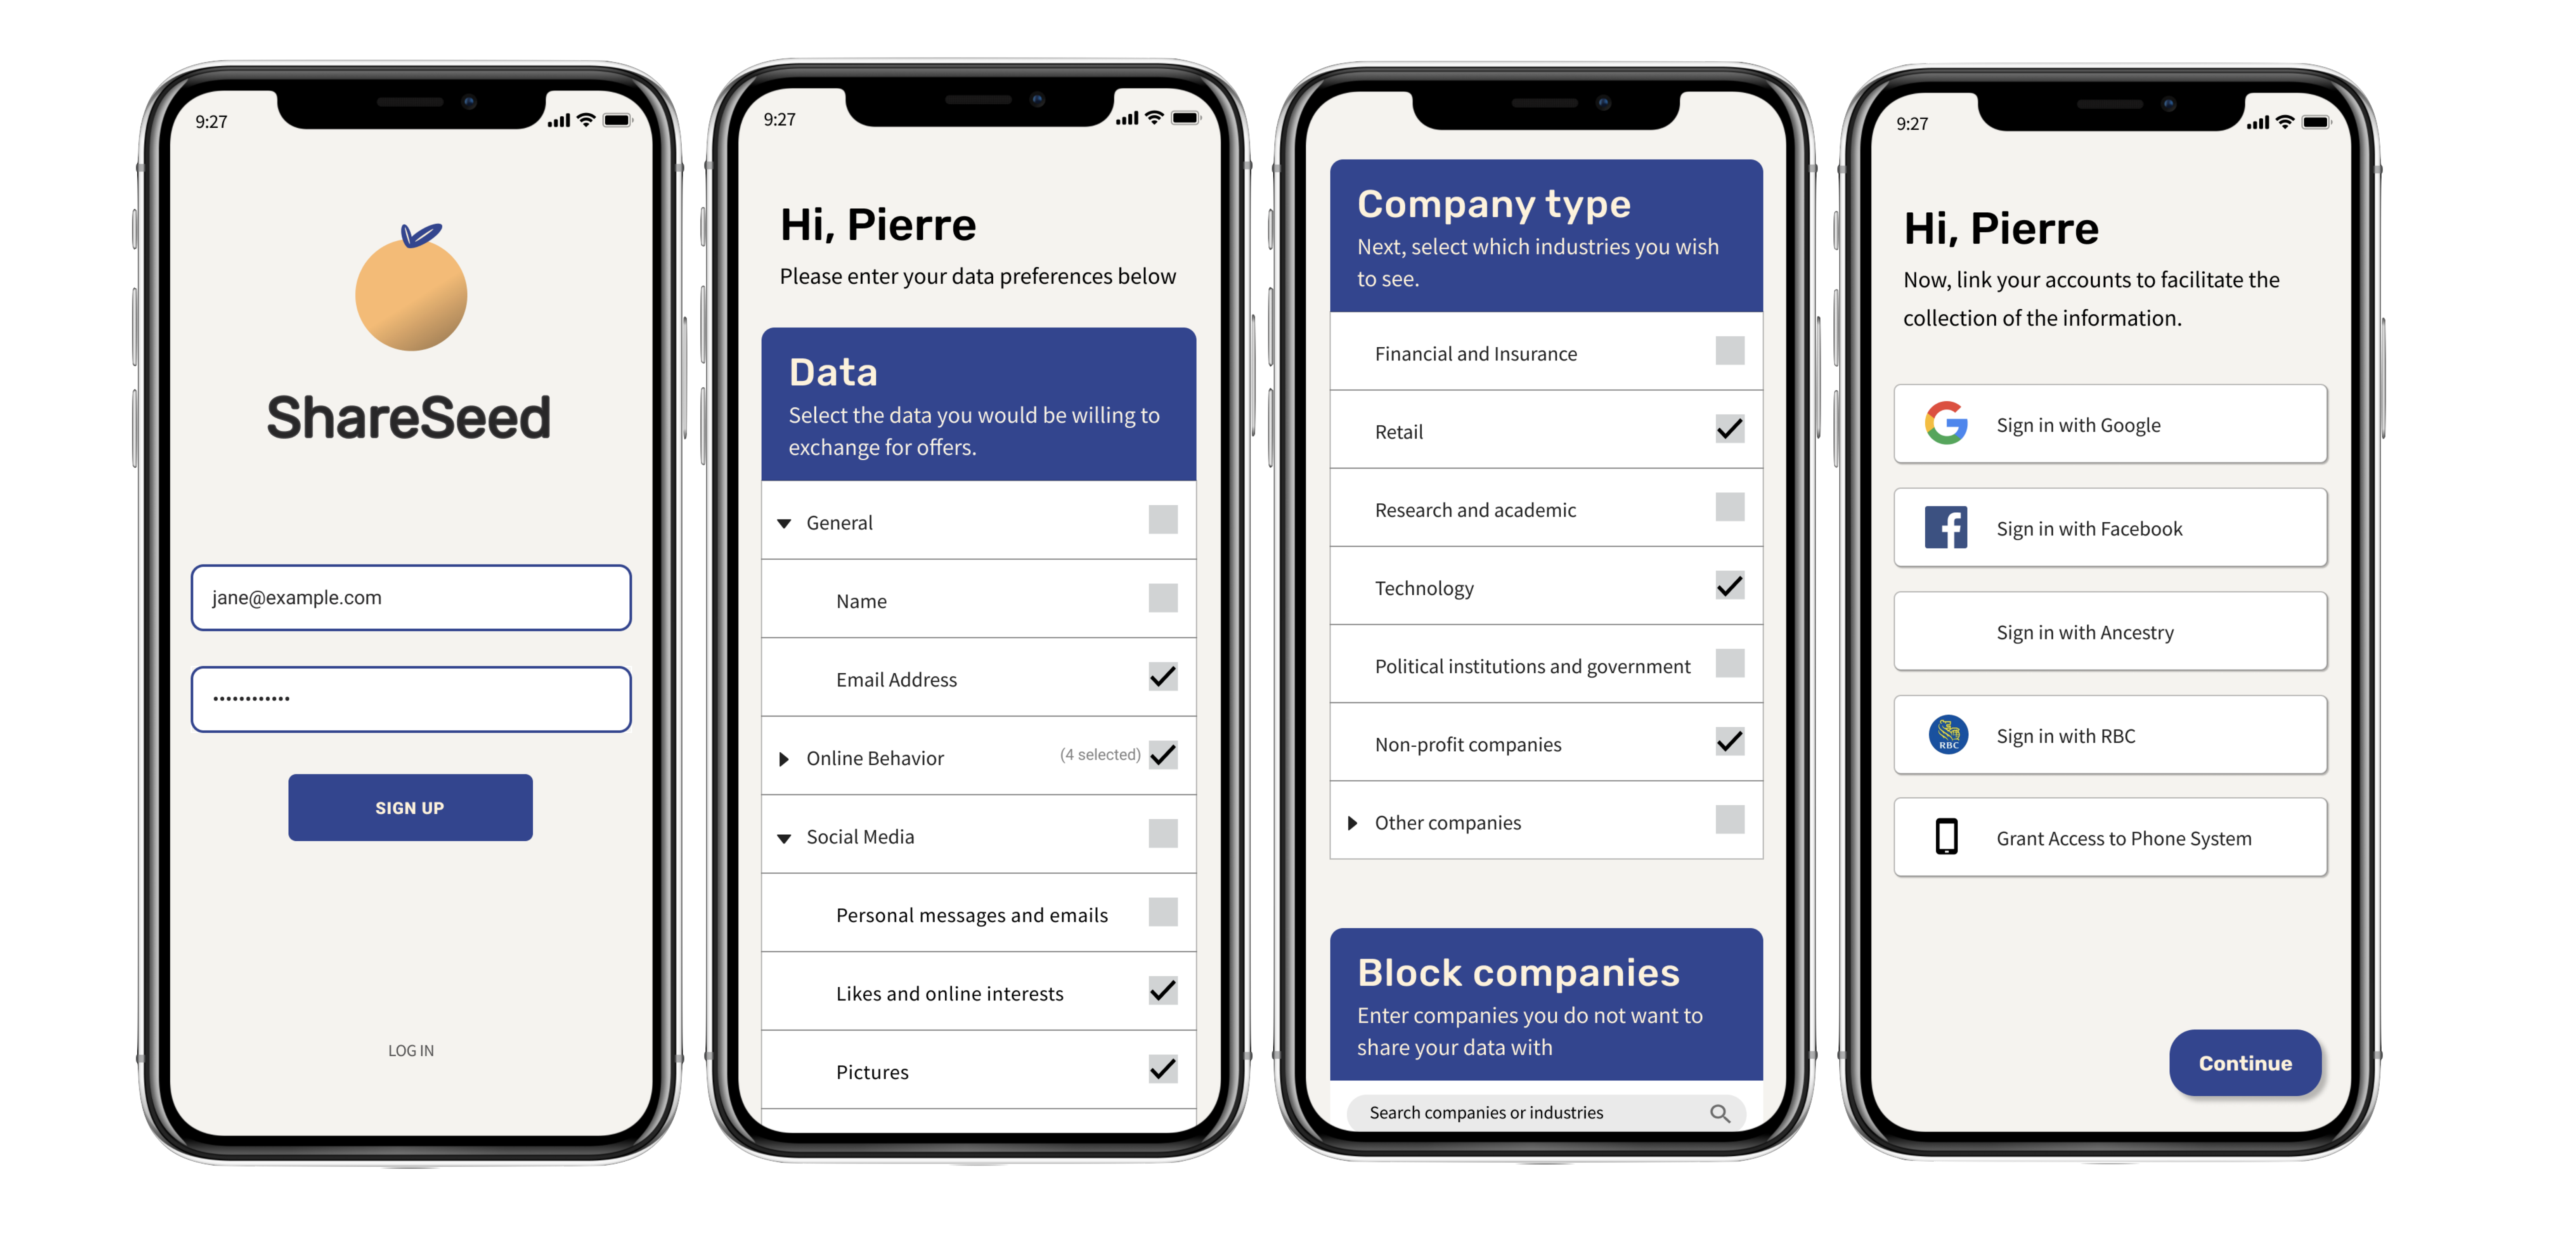 9:27
ShareSeed
jane@example.com
••••••••••••
SIGN UP
LOG IN
9:27
Hi, Pierre
Please enter your data preferences below
Data
Select the data you would be willing to
exchange for offers.
General
Name
Email Address
Online Behavior (4 selected)
Social Media
Personal messages and emails
Likes and online interests
Pictures
Company type
Next, select which industries you wish
to see.
Financial and Insurance
Retail
Research and academic
Technology
Political institutions and government
Non-profit companies
Other companies
Block companies
Enter companies you do not want to
share your data with
Search companies or industries
9:27
Hi, Pierre
Now, link your accounts to facilitate the
collection of the information.
Sign in with Google
Sign in with Facebook
Sign in with Ancestry
RBC
Sign in with RBC
Grant Access to Phone System
Continue